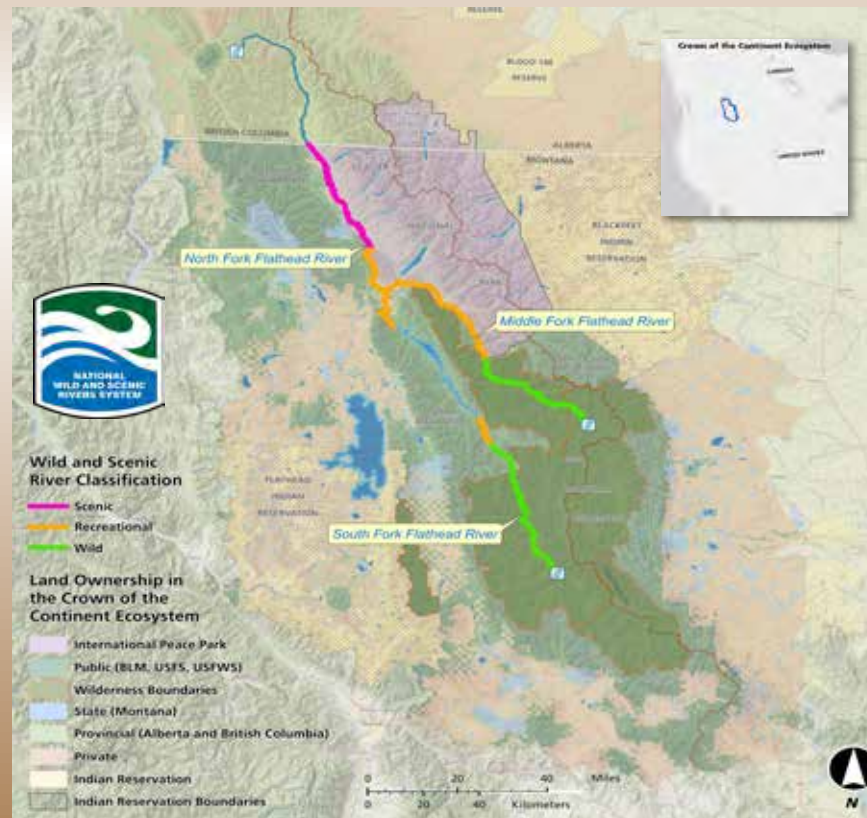 RESERVE
BLOOD 148
RESERVE
Crown of the Continent Ecosystem
CANADA
UNITED STATES
BRITISH COLUMBIA
ALBERTA
MONTANA
GLACIER
NATIONAL
PARK
BLACKFEET
INDIAN
RESERVATION
North Fork Flathead River
Middle Fork Flathead River
NATIONAL
WILD AND SCENIC
RIVERS SYSTEM
FLATHEAD
INDIAN
RESERVATION
South Fork Flathead River
Wild and Scenic
River Classification
Scenic
Recreational
Wild
Land Ownership in
the Crown of the
Continent Ecosystem
International Peace Park
Public (BLM, USFS, USFWS)
Wilderness Boundaries
State (Montana)
Provincial (Alberta and British Columbia)
Private
Indian Reservation
Indian Reservation Boundaries
0 20 40 Miles
0 20 40 Kilometers
N